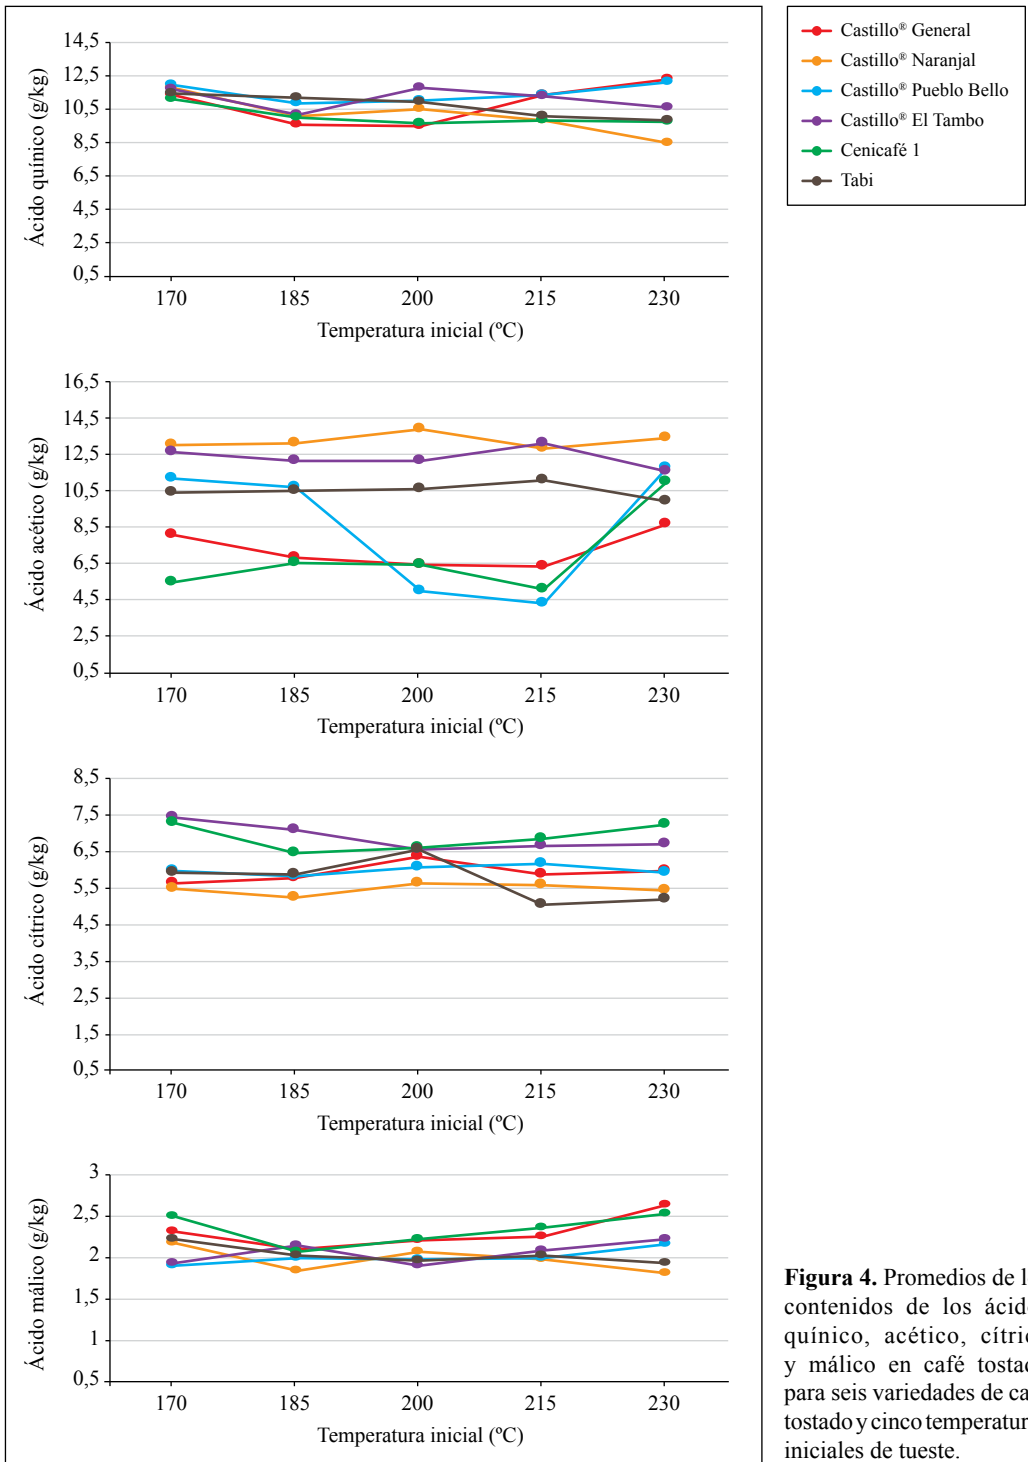 14,5
12,5
10,5
8,5
6,5
4,5
2,5
0,5
Ácido quínico (g/kg)
170 185 200 215 230
Temperatura inicial (ºC)
16,5
14,5
12,5
10,5
8,5
6,5
4,5
2,5
0,5
Ácido acético (g/kg)
170 185 200 215 230
Temperatura inicial (ºC)
8,5
7,5
6,5
5,5
4,5
3,5
2,5
1,5
0,5
Ácido cítrico (g/kg)
170 185 200 215 230
Temperatura inicial (ºC)
3
2,5
2
1,5
1
0,5
Ácido málico (g/kg)
170 185 200 215 230
Temperatura inicial (ºC)
Castillo® General
Castillo® Naranjal
Castillo® Pueblo Bello
Castillo® El Tambo
Cenicafé 1
Tabi
Figura 4. Promedios de
contenidos de los
quínico, acético,
y málico en café
para seis variedades de
tostado y cinco
iniciales de tueste.